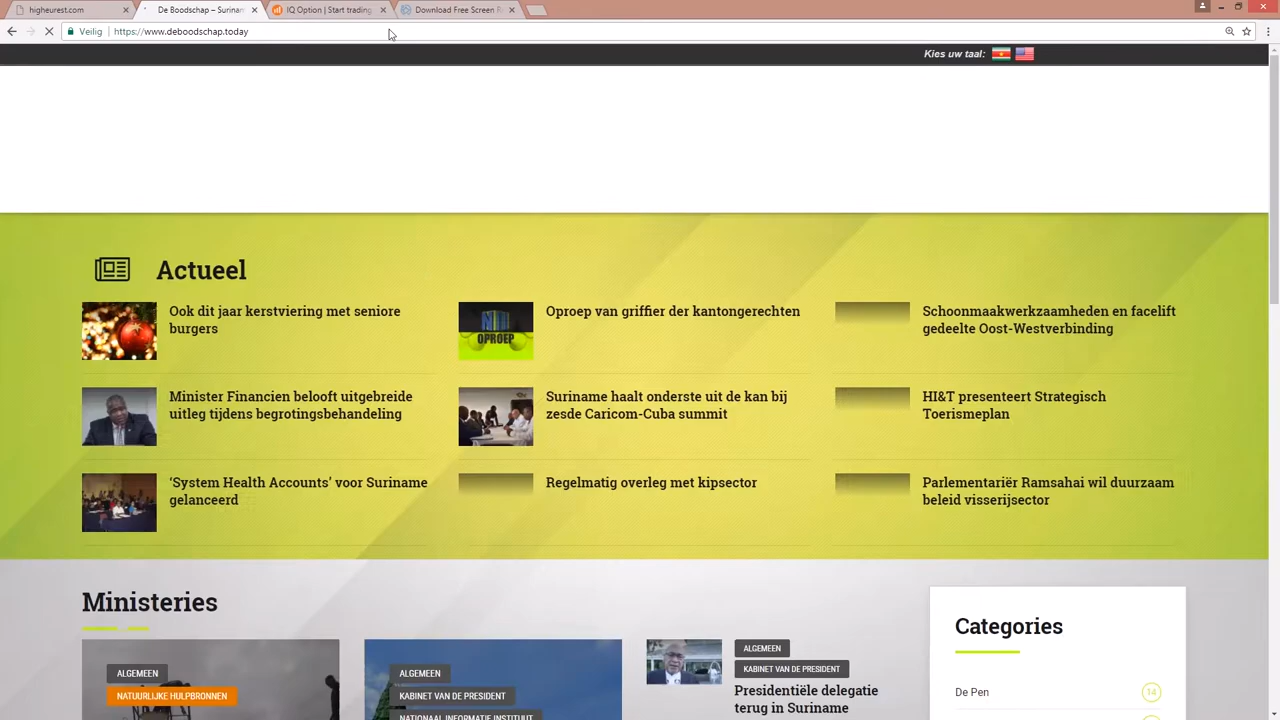 higheurest.com
De Boodschap – Surinam
IQ Option | Start trading
Download Free Screen R
Veilig
https://www.deboodschap.today
Kies uw taal:
Actueel
Ook dit jaar kerstviering met seniore
burgers
OPROEP
Oproep van griffier der kantongerechten
Schoonmaakwerkzaamheden en facelift
gedeelte Oost-Westverbinding
Minister Financien belooft uitgebreide
uitleg tijdens begrotingsbehandeling
Suriname haalt onderste uit de kan bij
zesde Caricom-Cuba summit
HI&T presenteert Strategisch
Toerismeplan
‘System Health Accounts’ voor Suriname
gelanceerd
Regelmatig overleg met kipsector
Parlementariër Ramsahai wil duurzaam
beleid visserijsector
Ministeries
ALGEMEEN
NATUURLIJKE HULPBRONNEN
ALGEMEEN
KABINET VAN DE PRESIDENT
NATIONAAL INFORMATIE INSTITUUT
ALGEMEEN
KABINET VAN DE PRESIDENT
Presidentiële delegatie
terug in Suriname
Categories
De Pen
14